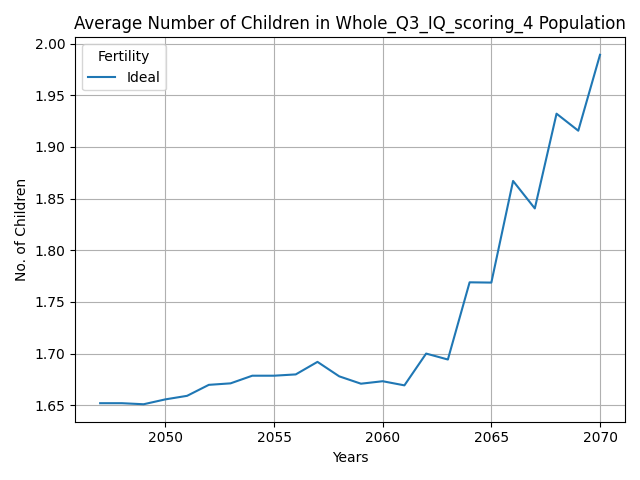 Average Number of Children in Whole_Q3_IQ_scoring_4 Population
Fertility
Ideal
No. of Children
2.00
1.95
1.90
1.85
1.80
1.75
1.70
1.65
2050 2055 2060 2065 2070
Years